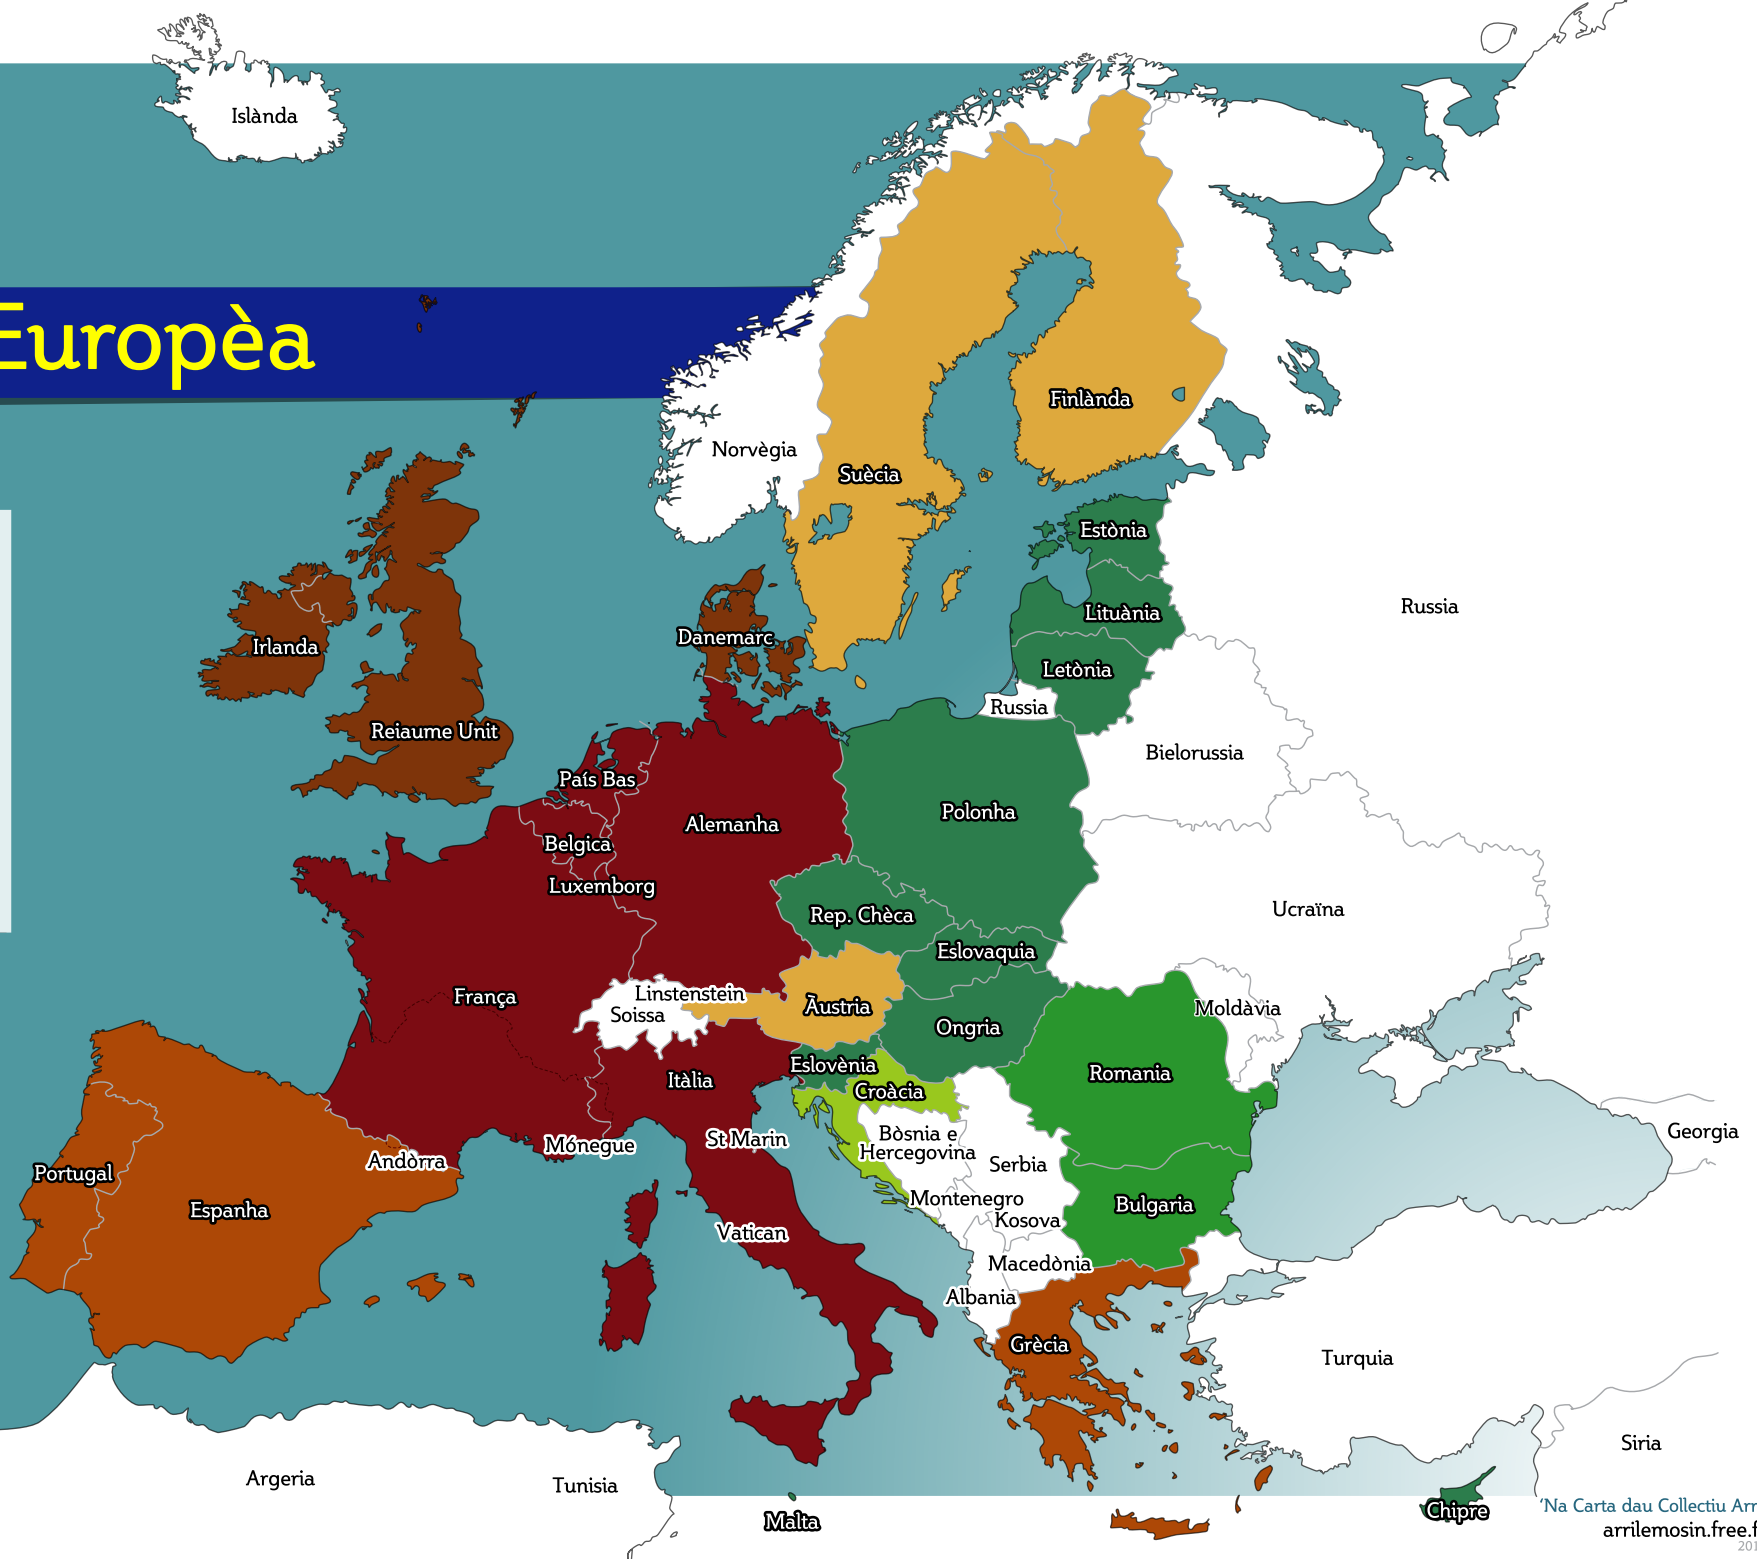 Islànda
Europèa
Finlànda
Norvègia
Suècia
Estònia
Russia
Lituània
Danemarc
Irlanda
Letònia
Russia
Reiaume Unit
Bielorussia
País Bas
Polonha
Alemanha
Belgica
Luxemborg
Ucraïna
Rep. Chèca
Eslovaquia
Linstenstein
França
Soissa
Äustria
Moldàvia
Ongria
Eslovènia
Romania
Itàlia
Croàcia
Georgia
Bòsnia e
Hercegovina
St Marin
Mónegue
Andòrra
Serbia
Portugal
Montenegro
Espanha
Bulgaria
Kosova
Vatican
Macedònia
Albania
Grècia
Turquia
Siria
Argeria
Tunisia
Malta
Chipre
'Na Carta dau Collectiu Arr
arrilemosin.free.f
201